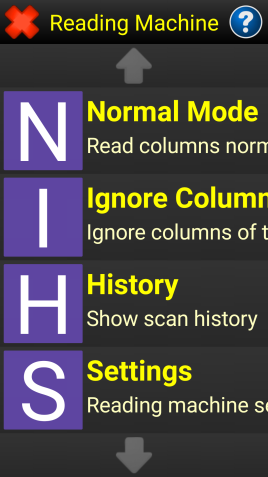 Reading Machine ?
N Normal Mode
Read columns norm
I Ignore Column
Ignore columns of t
H History
Show scan history
S Settings
Reading machine se